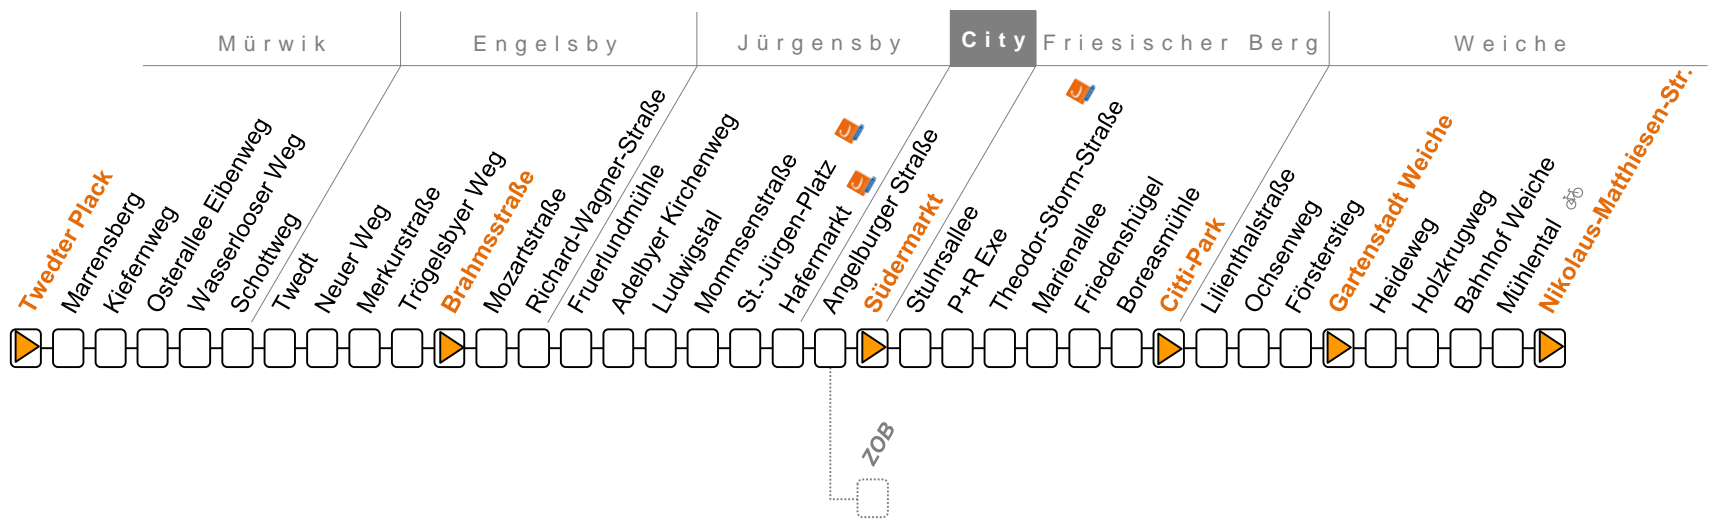 Mürwik
Engelsby
Jürgensby
City
Friesischer Berg
Weiche
Twedter Plack
Marrensberg
Kiefernweg
Osterallee Eibenweg
Wasserlooser Weg
Schottweg
Twedt
Neuer Weg
Merkurstraße
Trögelsbyer Weg
Brahmsstraße
Mozartstraße
Richard-Wagner-Straße
Fruerlundmühle
Adelbyer Kirchenweg
Ludwigstal
Mommsenstraße
St.-Jürgen-Platz
Hafermarkt
Angelburger Straße
Südermarkt
Stuhrsallee
P+R Exe
Theodor-Storm-Straße
Marienallee
Friedenshügel
Boreasmühle
Citti-Park
Lilienthalstraße
Ochsenweg
Försterstieg
Gartenstadt Weiche
Heideweg
Holzkrugweg
Bahnhof Weiche
Mühlental
Nikolaus-Matthiesen-Str.
ZOB